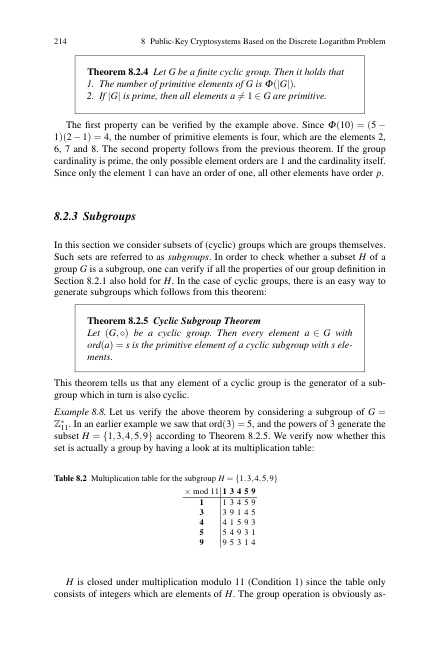 214 8 Public-Key Cryptosystems Based on the Discrete Logarithm Problem
Theorem 8.2.4 Let G be a finite cyclic group. Then it holds that
1. The number of primitive elements of G is Φ(|G|).
2. If |G| is prime, then all elements a ≠ 1 ∈ G are primitive.
The first property can be verified by the example above. Since Φ(10) = (5 −
1)(2 − 1) = 4, the number of primitive elements is four, which are the elements 2,
6, 7 and 8. The second property follows from the previous theorem. If the group
cardinality is prime, the only possible element orders are 1 and the cardinality itself.
Since only the element 1 can have an order of one, all other elements have order p.
8.2.3 Subgroups
In this section we consider subsets of (cyclic) groups which are groups themselves.
Such sets are referred to as subgroups. In order to check whether a subset H of a
group G is a subgroup, one can verify if all the properties of our group definition in
Section 8.2.1 also hold for H. In the case of cyclic groups, there is an easy way to
generate subgroups which follows from this theorem:
Theorem 8.2.5 Cyclic Subgroup Theorem
Let (G,∘) be a cyclic group. Then every element a ∈ G with
ord(a) = s is the primitive element of a cyclic subgroup with s ele-
ments.
This theorem tells us that any element of a cyclic group is the generator of a sub-
group which in turn is also cyclic.
Example 8.8. Let us verify the above theorem by considering a subgroup of G =
ℤ*₁₁. In an earlier example we saw that ord(3) = 5, and the powers of 3 generate the
subset H = {1,3,4,5,9} according to Theorem 8.2.5. We verify now whether this
set is actually a group by having a look at its multiplication table:
Table 8.2 Multiplication table for the subgroup H = {1,3,4,5,9}
× mod 11 1 3 4 5 9
1 1 3 4 5 9
3 3 9 1 4 5
4 4 1 5 9 3
5 5 4 9 3 1
9 9 5 3 1 4
H is closed under multiplication modulo 11 (Condition 1) since the table only
consists of integers which are elements of H. The group operation is obviously as-